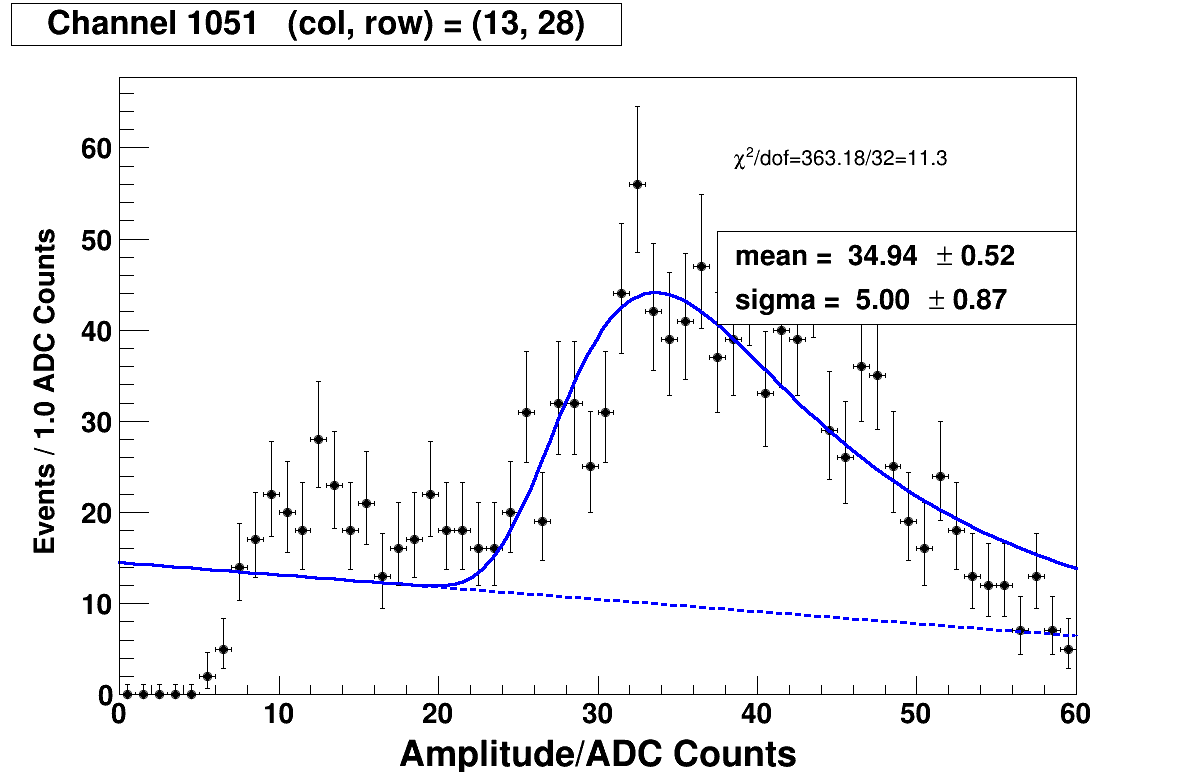 Channel 1051 (col, row) = (13, 28)
χ²/dof=363.18/32=11.3
mean = 34.94 ± 0.52
sigma = 5.00 ± 0.87
Events / 1.0 ADC Counts
60
50
40
30
20
10
0
0 10 20 30 40 50 60
Amplitude/ADC Counts